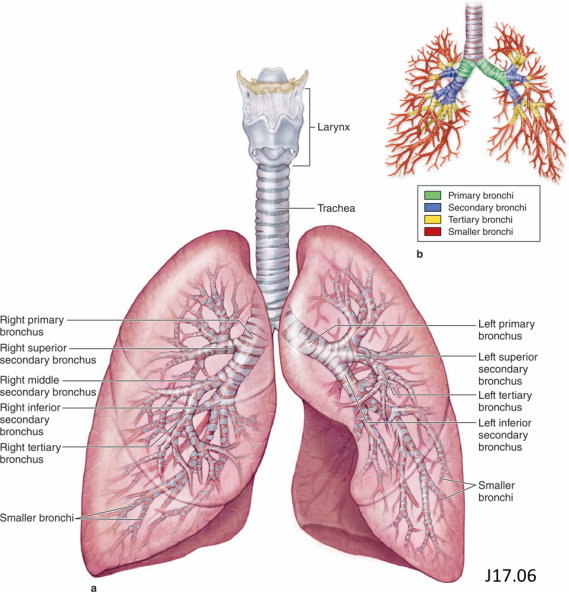 Larynx
Trachea
Primary bronchi
Secondary bronchi
Tertiary bronchi
Smaller bronchi
b
Right primary
bronchus
Right superior
secondary bronchus
Right middle
secondary bronchus
Right inferior
secondary
bronchus
Right tertiary
bronchus
Smaller bronchi
Left primary
bronchus
Left superior
secondary
bronchus
Left tertiary
bronchus
Left inferior
secondary
bronchus
Smaller
bronchi
a
J17.06